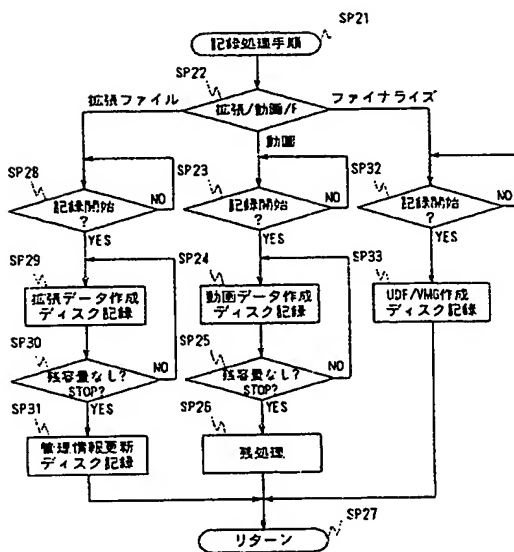 SP21
記録処理手順
SP22
拡張ファイル
拡張/動画/F
ファイナライズ
動画
SP28
SP23
SP32
記録開始
?
NO
記録開始
?
NO
記録開始
?
NO
YES
YES
YES
SP29
SP24
SP33
拡張データ作成
ディスク記録
動画データ作成
ディスク記録
UDF/VMG作成
ディスク記録
SP30
SP25
残容量なし?
STOP?
NO
残容量なし?
STOP?
NO
SP31
YES
SP26
YES
管理情報更新
ディスク記録
残処理
SP27
リターン